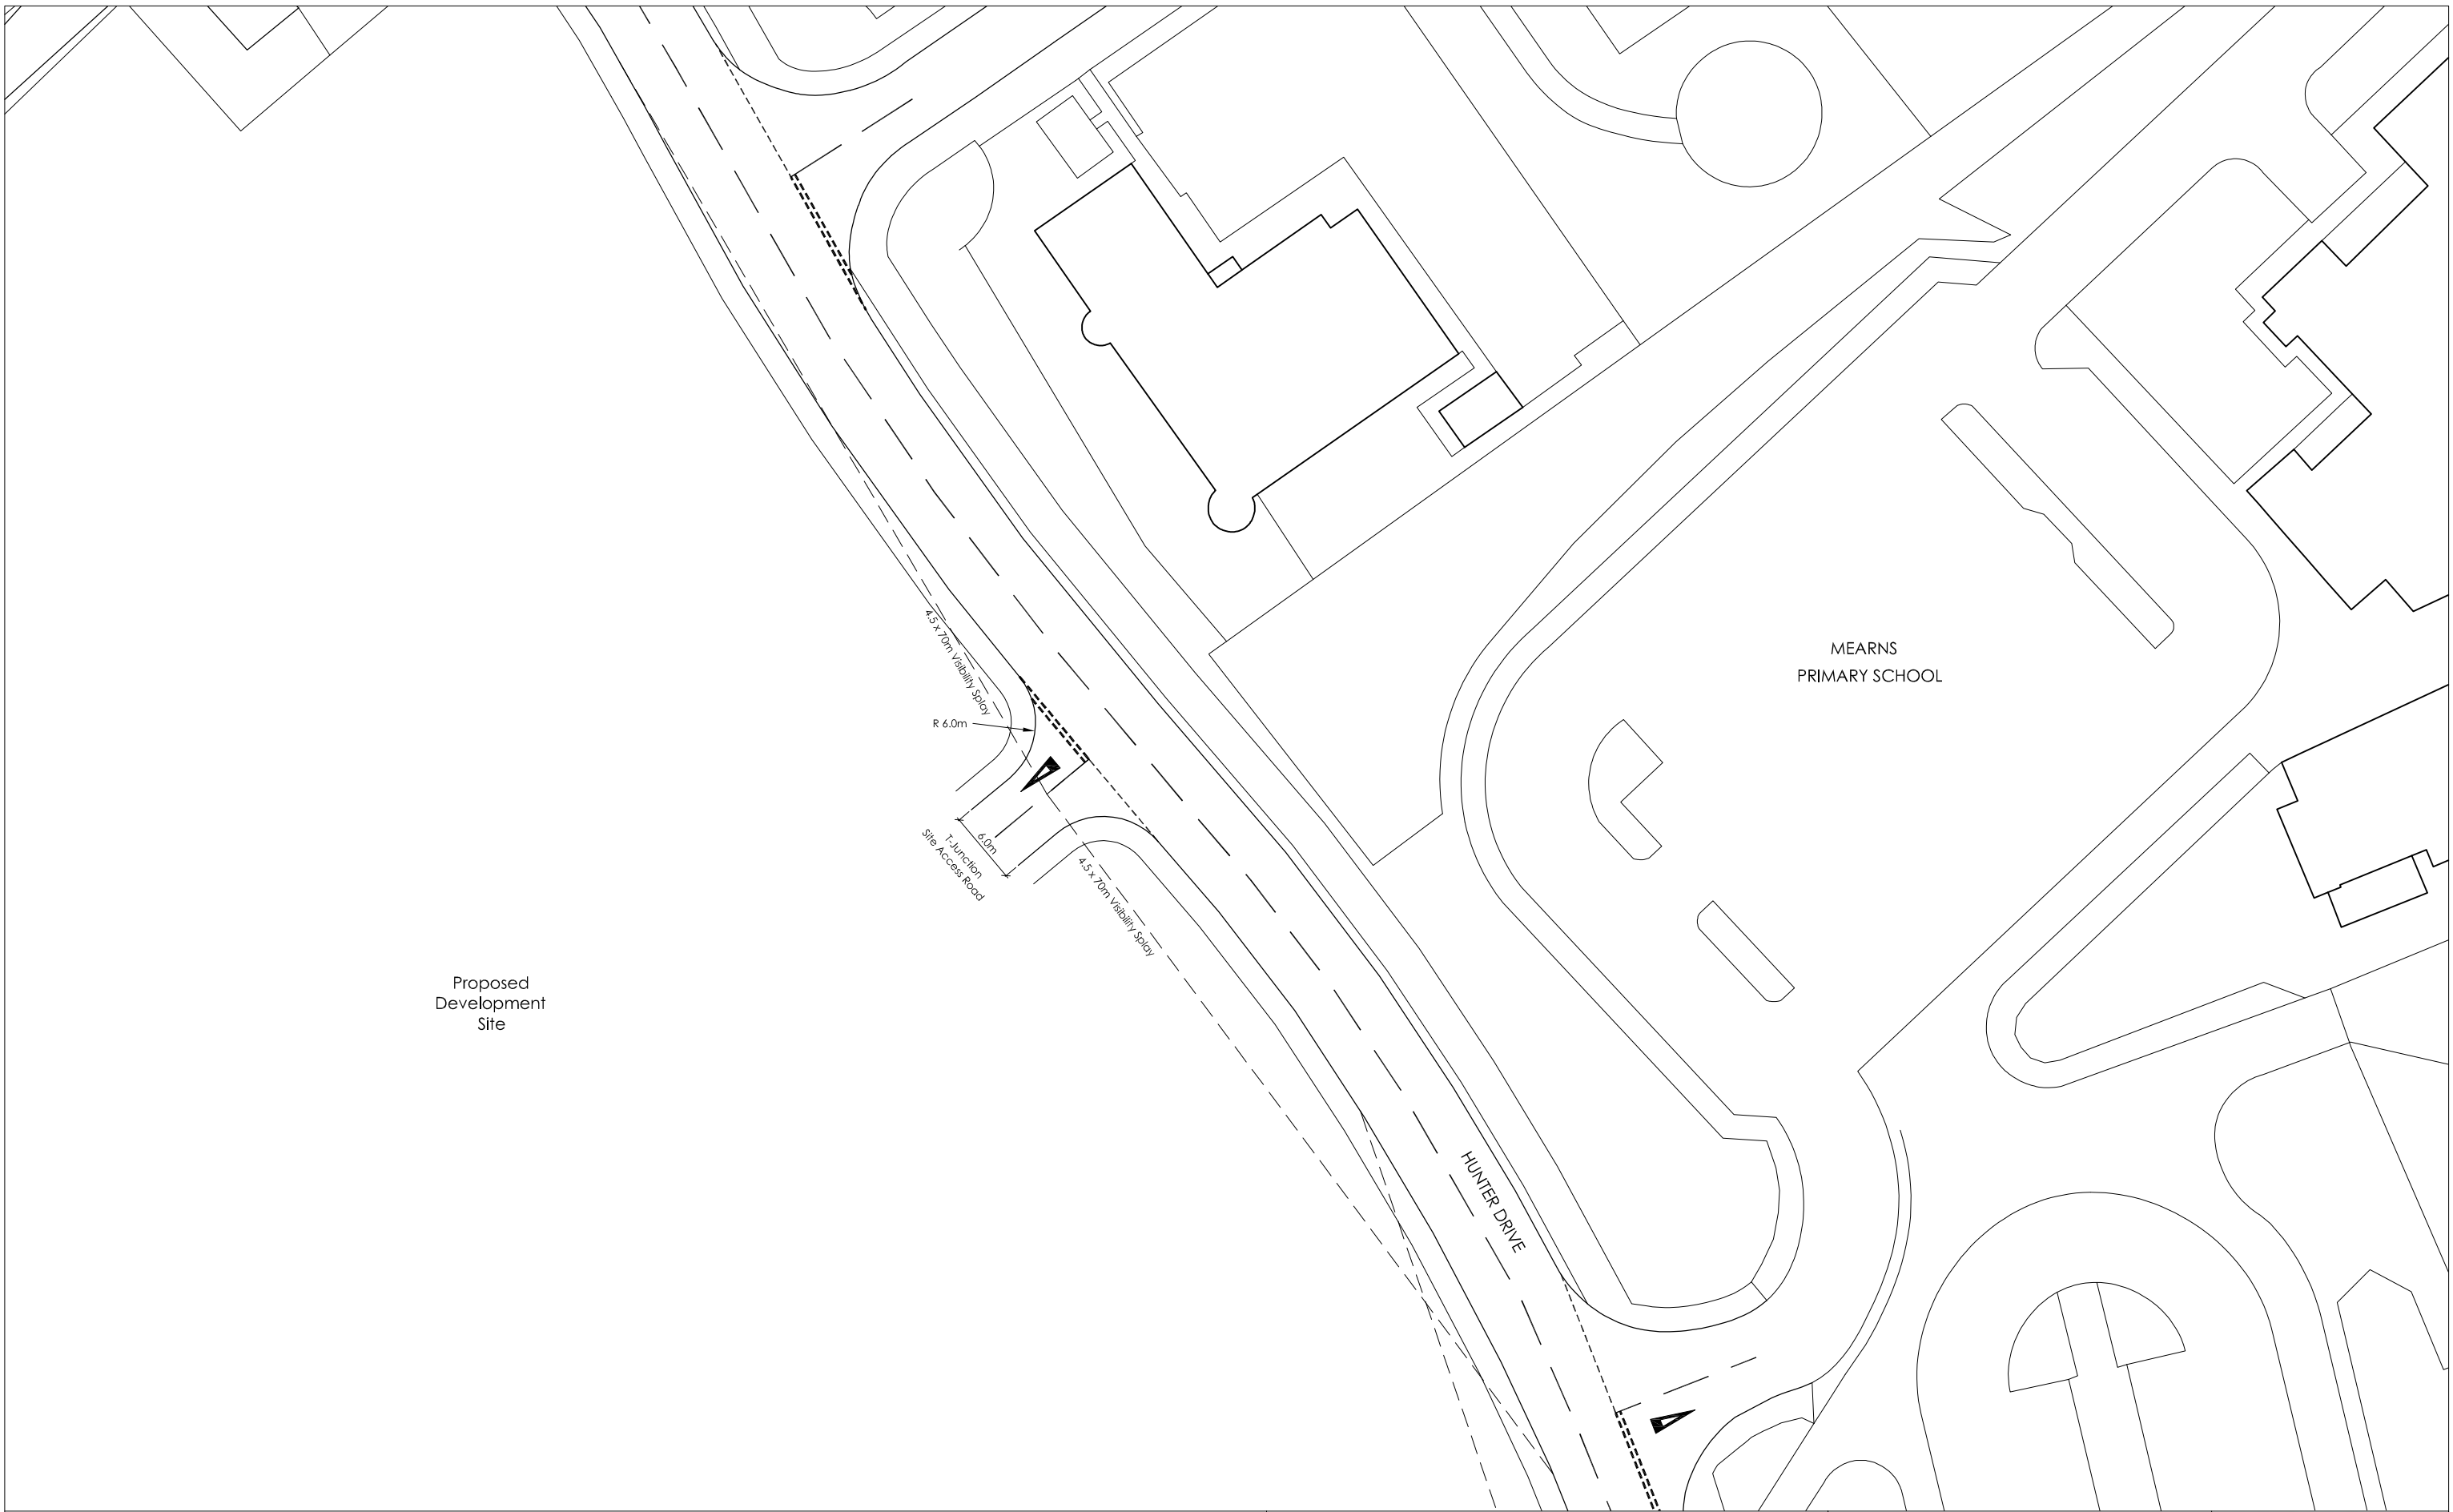 MEARNS
PRIMARY SCHOOL
4.5 x 70m Visibility Splay
R 6.0m
6.0m
T-Junction
Site Access Road
4.5 x 70m Visibility Splay
Proposed
Development
Site
HUNTER DRIVE